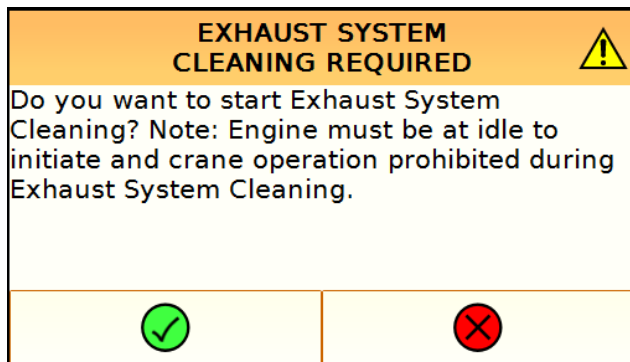 EXHAUST SYSTEM
CLEANING REQUIRED
Do you want to start Exhaust System
Cleaning? Note: Engine must be at idle to
initiate and crane operation prohibited during
Exhaust System Cleaning.